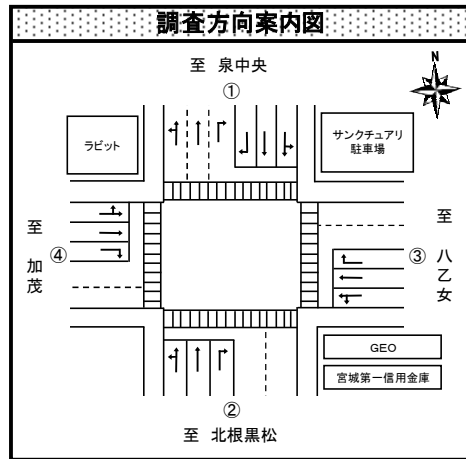 調査方向案内図
至 泉中央
①
N
ラビット
サンクチュアリ
駐車場
至 加茂
④
③
至 八乙女
GEO
宮城第一信用金庫
②
至 北根黒松